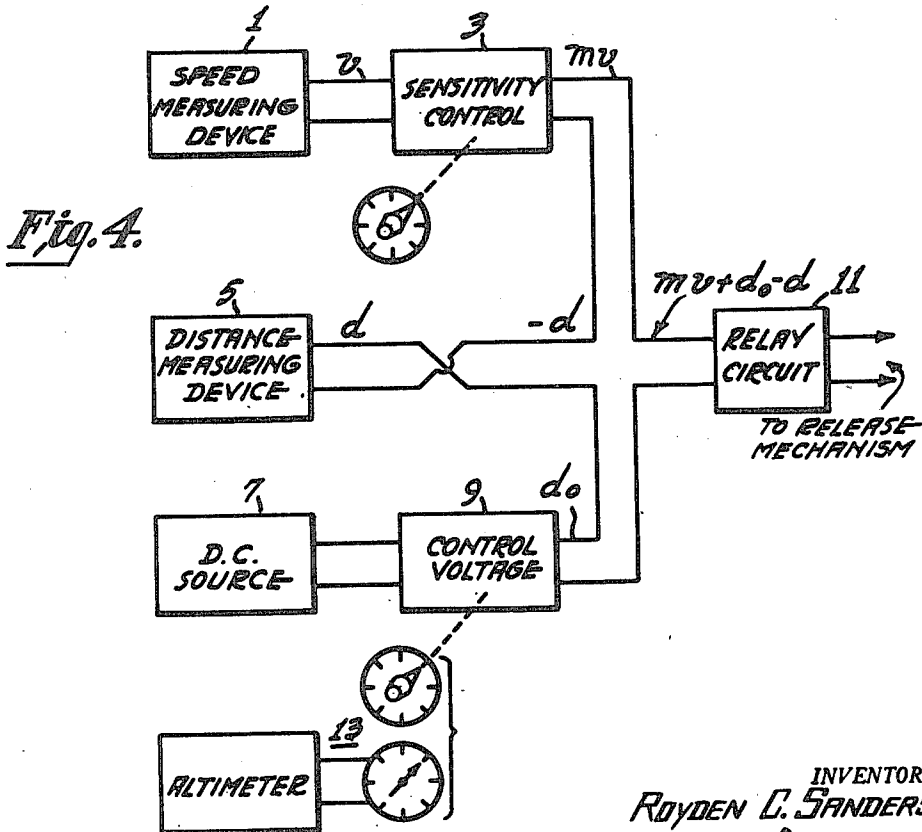 1
SPEED
MEASURING
DEVICE
v
3
SENSITIVITY
CONTROL
mv
Fig. 4.
5
DISTANCE-
MEASURING
DEVICE
d
-d
mv+d₀-d
11
RELAY
CIRCUIT
TO RELEASE
MECHANISM
7
D.C.
SOURCE
9
CONTROL
VOLTAGE
d₀
13
ALTIMETER
INVENTOR
ROYDEN C. SANDERS